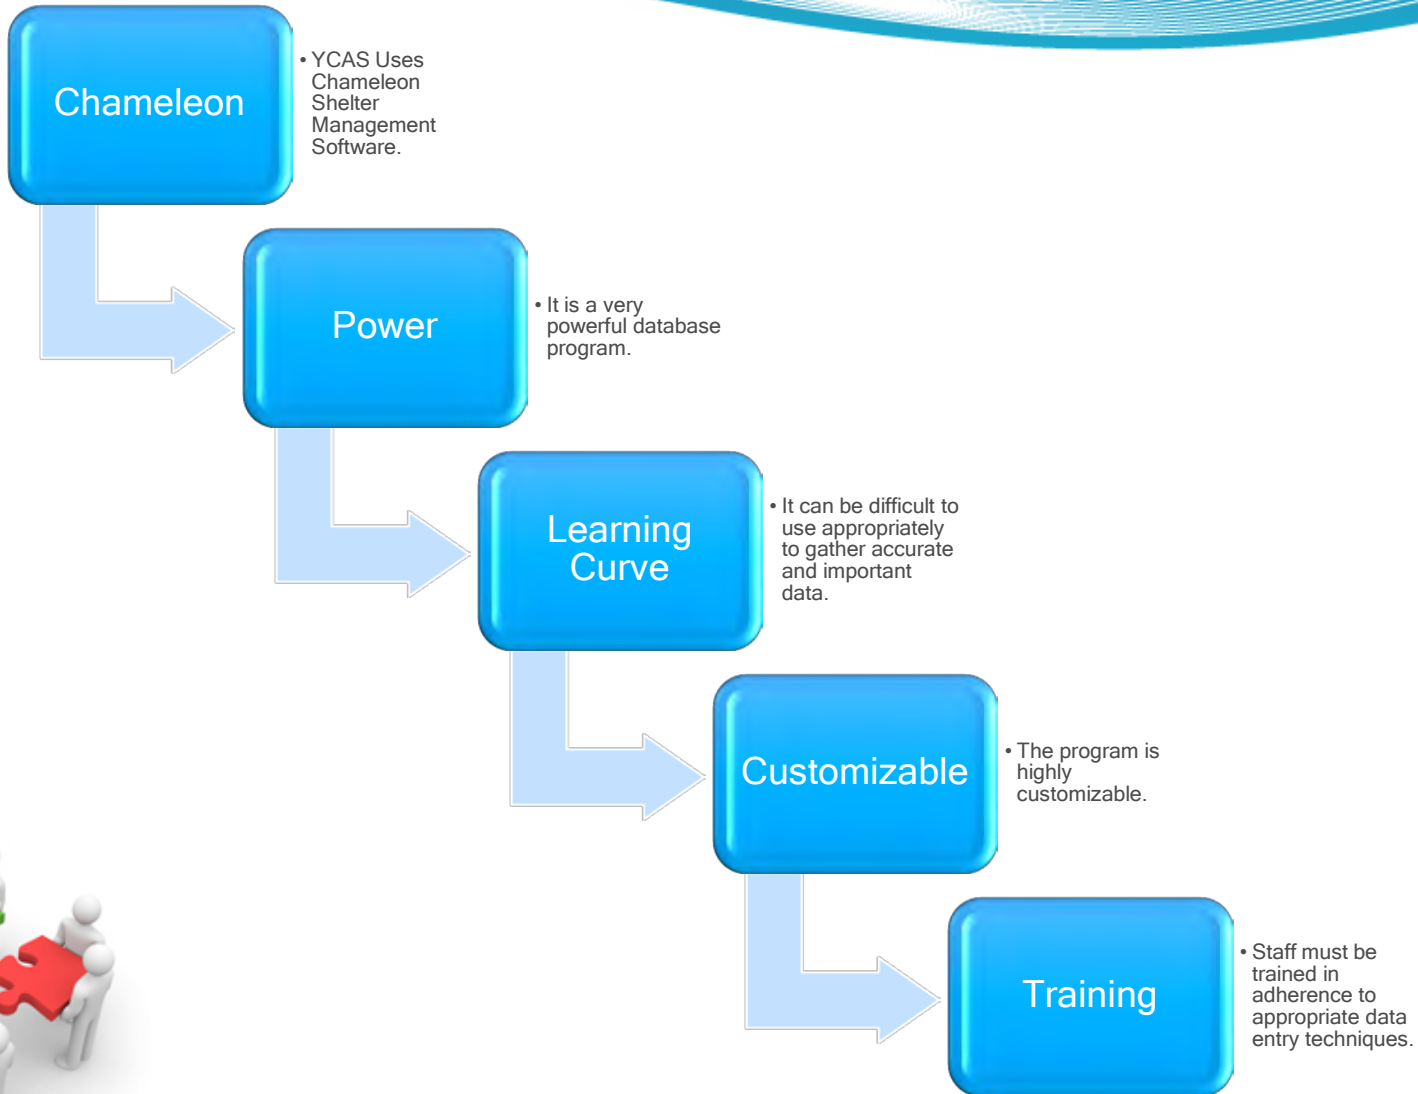 Chameleon
• YCAS Uses
Chameleon
Shelter
Management
Software.
Power
• It is a very
powerful database
program.
Learning
Curve
• It can be difficult to
use appropriately
to gather accurate
and important
data.
Customizable
• The program is
highly
customizable.
Training
• Staff must be
trained in
adherence to
appropriate data
entry techniques.